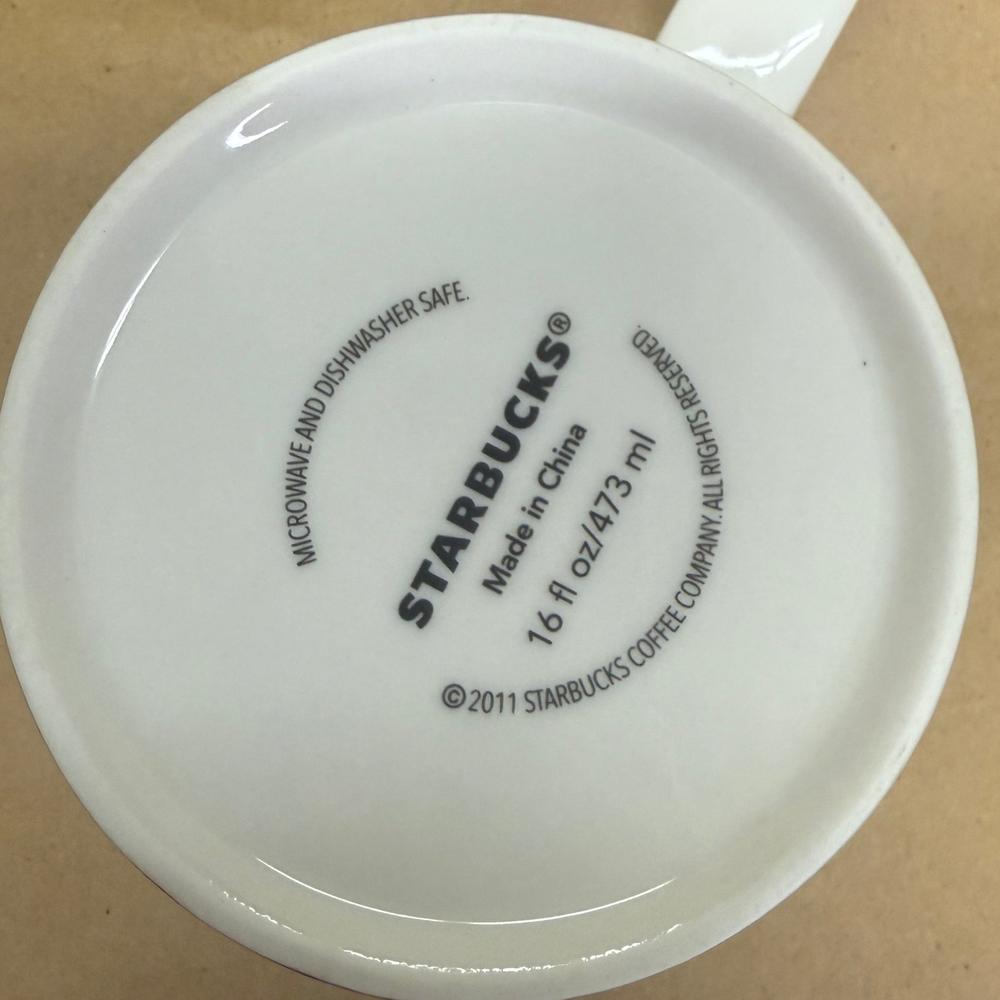 MICROWAVE AND DISHWASHER SAFE.
STARBUCKS®
Made in China
16 fl oz/473 ml
©2011 STARBUCKS COFFEE COMPANY. ALL RIGHTS RESERVED.